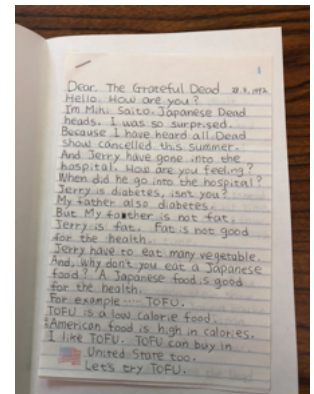 1
Dear. The Grateful Dead 22.9.1992
Hello. How are you?
I'm Miki Saito. Japanese Dead
heads. I was so surprised.
Because I have heard all Dead
show cancelled this summer.
And Jerry have gone into the
hospital. How are you feeling?
When did he go into the hospital?
Jerry is diabetes, isn't you?
My father also diabetes.
But My father is not fat.
Jerry is fat. Fat is not good
for the health.
Jerry have to eat many vegetable.
And, why don't you eat a Japanese
food? A Japanese food is good
for the health.
For example ···· TOFU.
TOFU is a low calorie food.
American food is high in calories.
I like TOFU. TOFU can buy in
United State too.
Let's try TOFU.